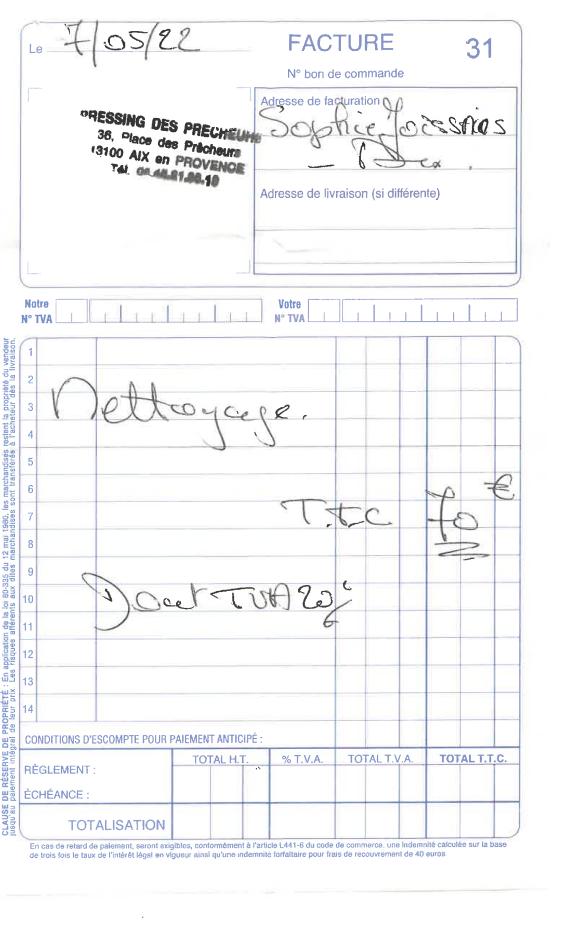 Le 7/05/22
FACTURE 31
N° bon de commande
PRESSING DES PRECHEURS
36, Place des Prêcheurs
13100 AIX en PROVENCE
Tél.
Adresse de facturation
Sophie Joissains
Adresse de livraison (si différente)
Notre
N° TVA
Votre
N° TVA
1
2
3 Nettoyage.
4
5
6
7 T.T.C 70 €
8
9
10 Dont TVA 20%
11
12
13
14
CONDITIONS D'ESCOMPTE POUR PAIEMENT ANTICIPÉ :
TOTAL H.T. % T.V.A. TOTAL T.V.A. TOTAL T.T.C.
RÈGLEMENT :
ÉCHÉANCE :
TOTALISATION
En cas de retard de paiement, seront exigibles, conformément à l'article L441-6 du code de commerce, une indemnité calculée sur la base
de trois fois le taux de l'intérêt légal en vigueur ainsi qu'une indemnité forfaitaire pour frais de recouvrement de 40 euros
CLAUSE DE RÉSERVE DE PROPRIÉTÉ : En application de la loi 80-335 du 12 mai 1980, les marchandises restent la propriété du vendeur
jusqu'au paiement intégral de leur prix. Les risques afférents aux dites marchandises sont transférés à l'acheteur dès la livraison.